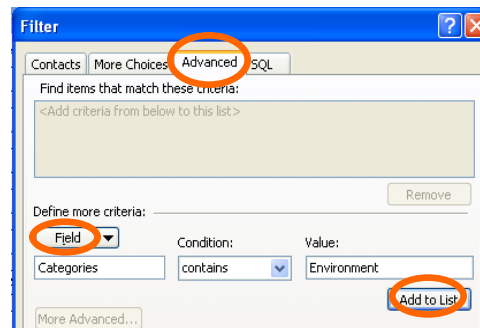 Filter
Contacts More Choices Advanced SQL
Find items that match these criteria:
<Add criteria from below to this list>
Remove
Define more criteria:
Field Condition: Value:
Categories contains Environment
Add to List
More Advanced...